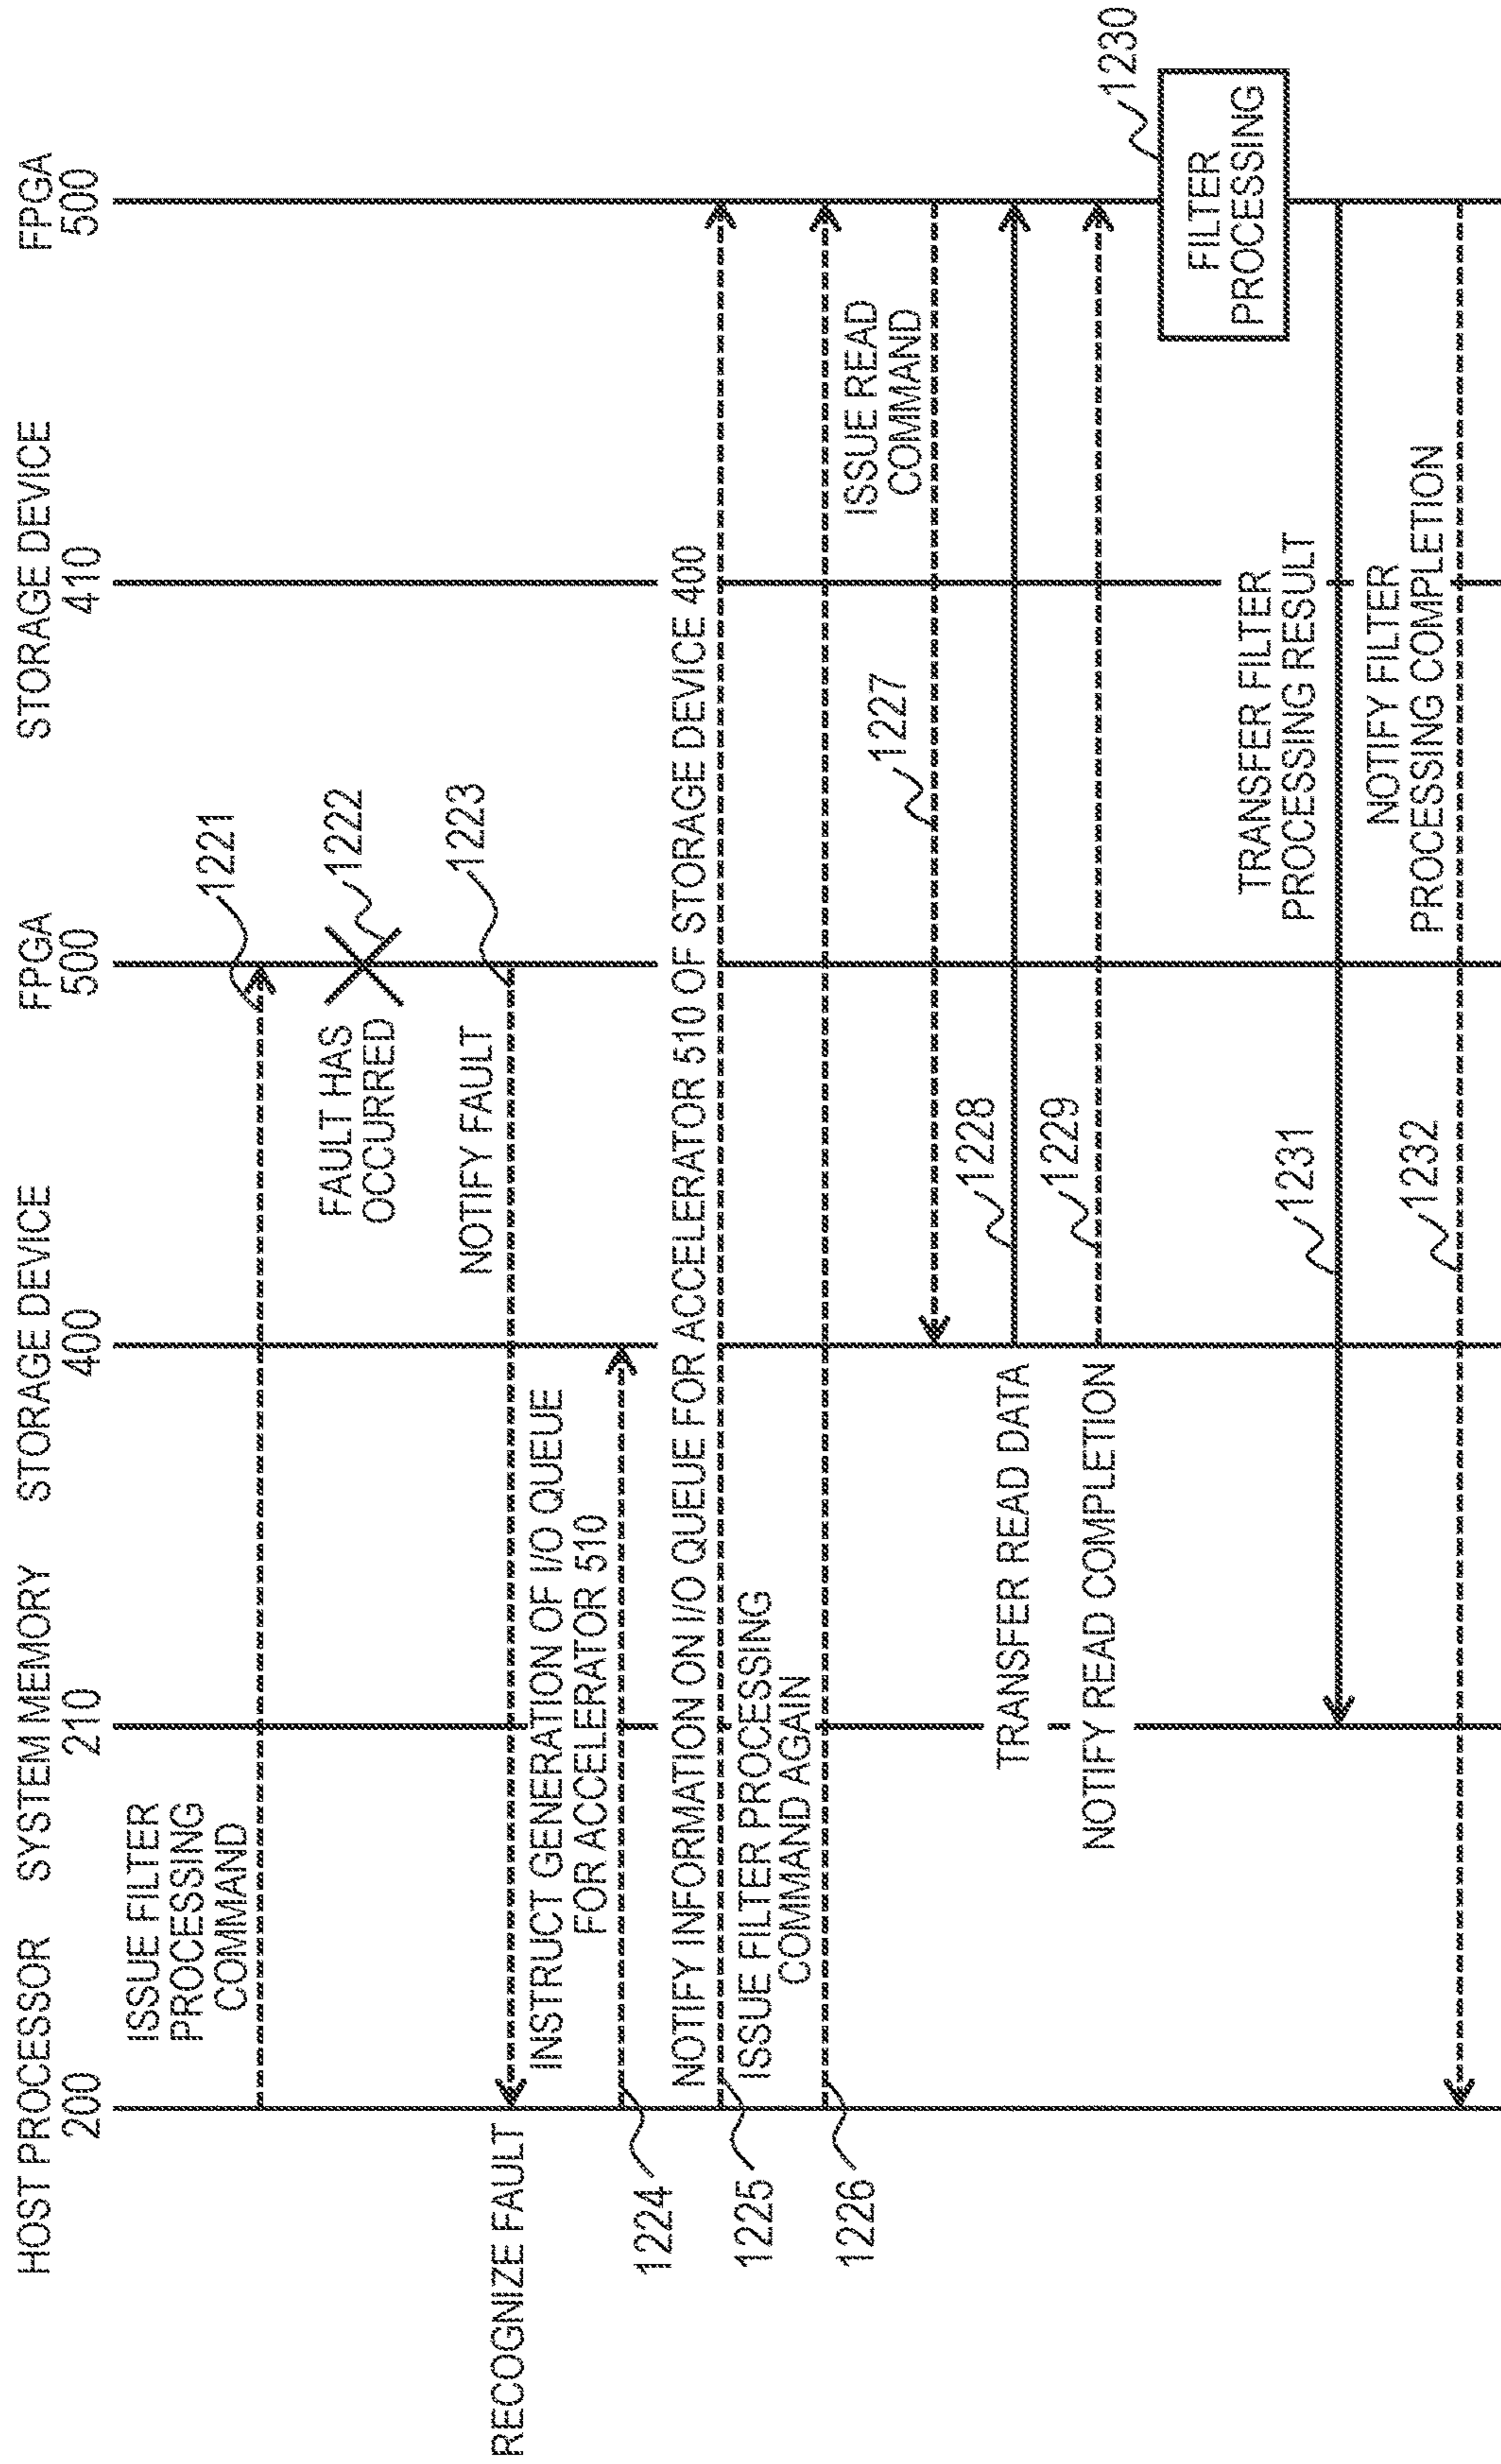 HOST PROCESSOR
200
SYSTEM MEMORY
210
STORAGE DEVICE
400
FPGA
500
STORAGE DEVICE
410
FPGA
500
ISSUE FILTER
PROCESSING
COMMAND
1221
FAULT HAS
OCCURRED
1222
RECOGNIZE FAULT
NOTIFY FAULT
1223
INSTRUCT GENERATION OF I/O QUEUE
FOR ACCELERATOR 510
1224
NOTIFY INFORMATION ON I/O QUEUE FOR ACCELERATOR 510 OF STORAGE DEVICE 400
1225
ISSUE FILTER PROCESSING
COMMAND AGAIN
1226
ISSUE READ
COMMAND
1227
TRANSFER READ DATA
1228
NOTIFY READ COMPLETION
1229
FILTER
PROCESSING
1230
TRANSFER FILTER
PROCESSING RESULT
1231
NOTIFY FILTER
PROCESSING COMPLETION
1232